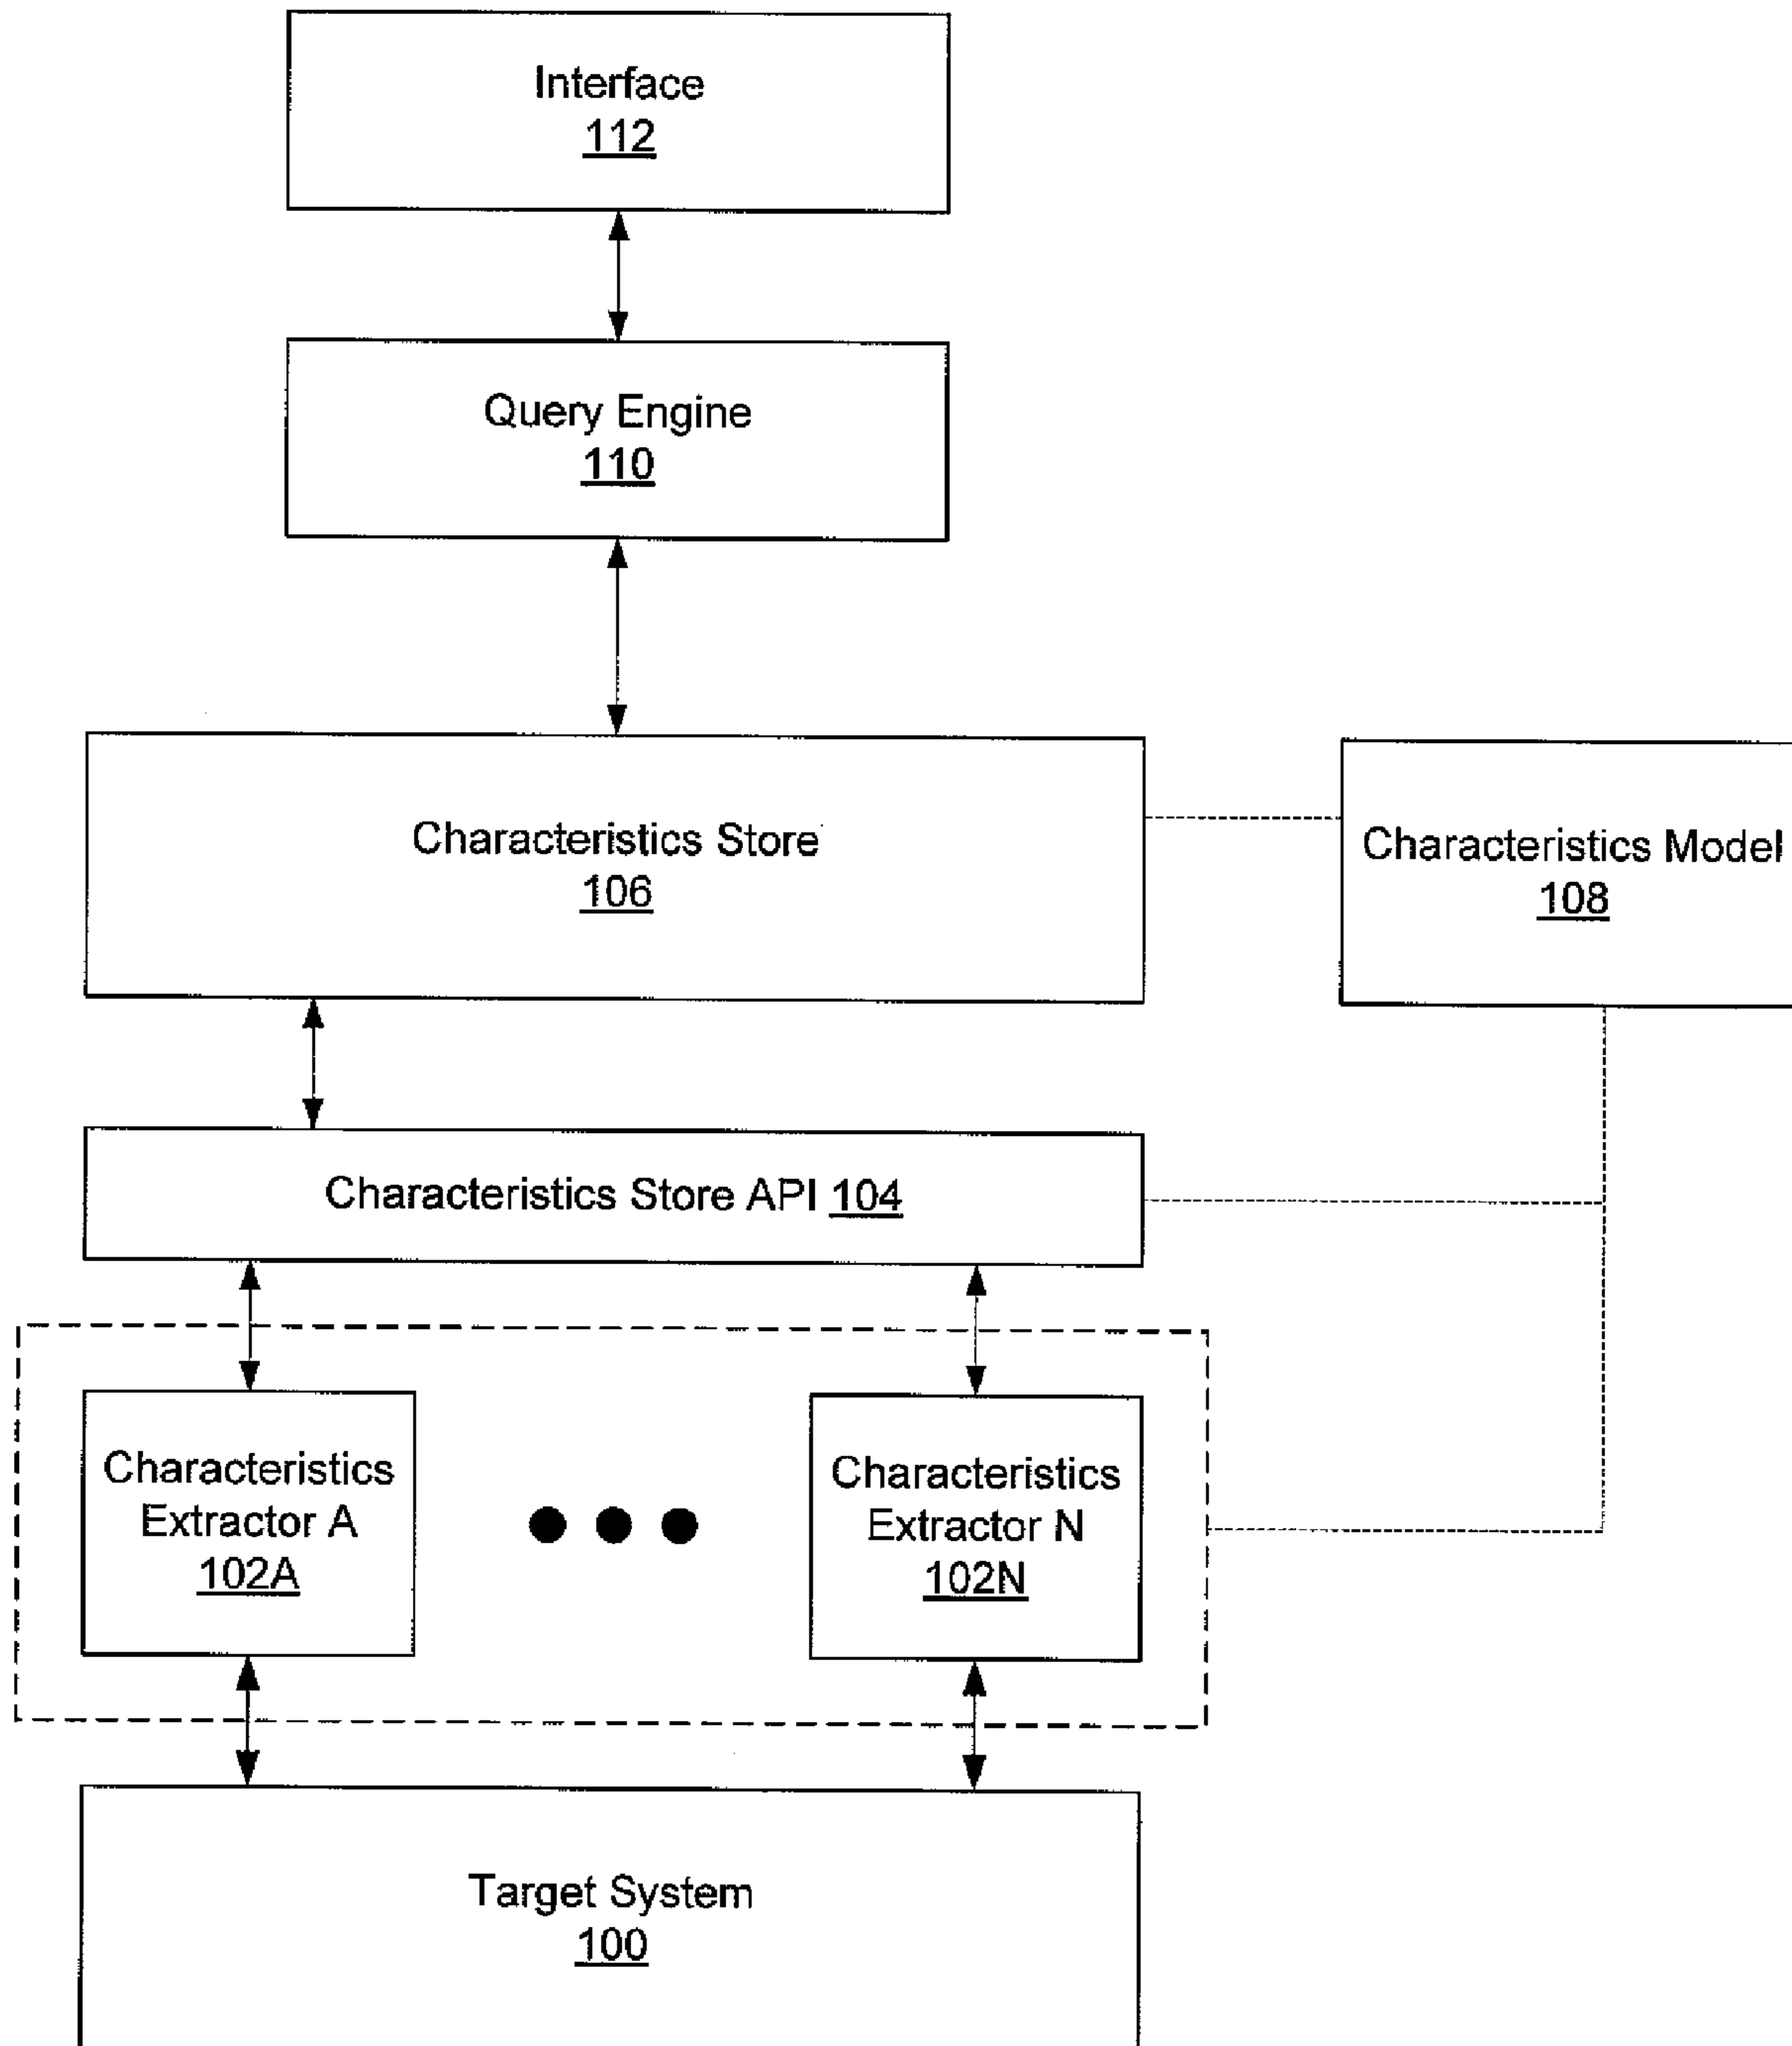 Interface
112
Query Engine
110
Characteristics Store
106
Characteristics Model
108
Characteristics Store API 104
Characteristics
Extractor A
102A
Characteristics
Extractor N
102N
Target System
100